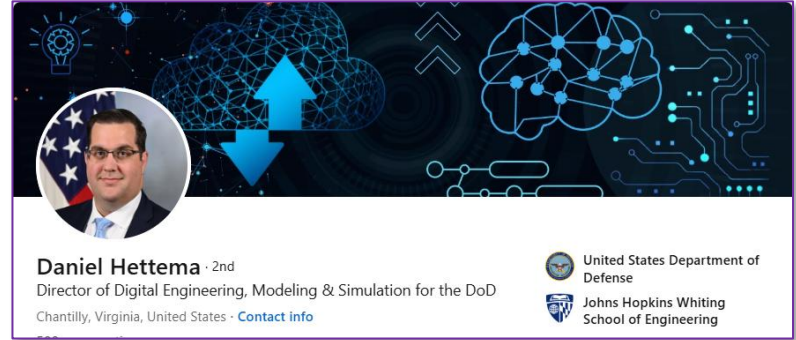 Daniel Hettema · 2nd
Director of Digital Engineering, Modeling & Simulation for the DoD
Chantilly, Virginia, United States · Contact info
United States Department of
Defense
Johns Hopkins Whiting
School of Engineering